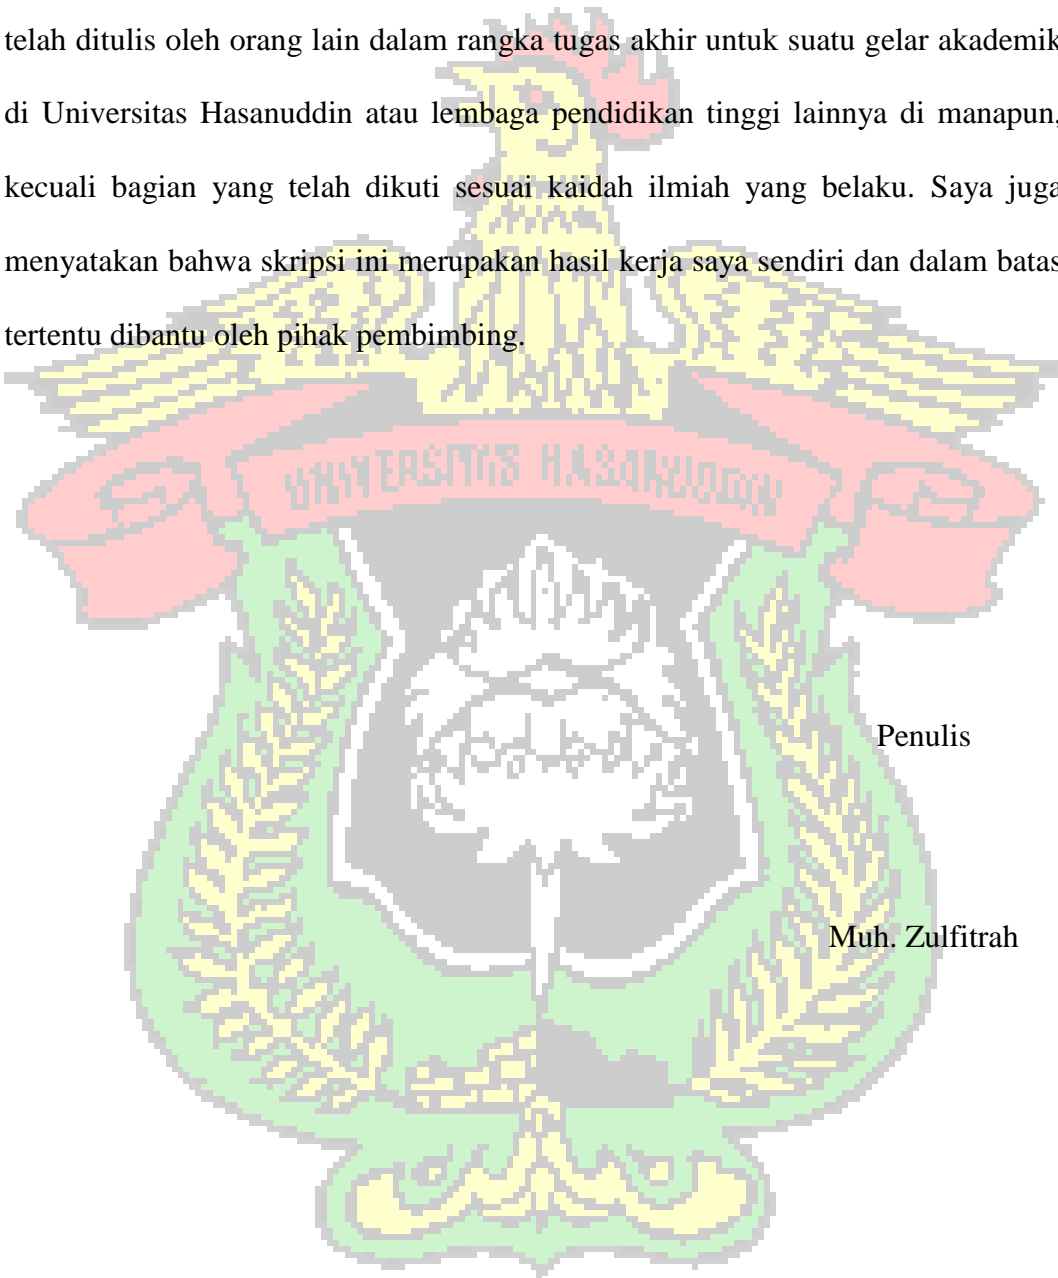 telah ditulis oleh orang lain dalam rangka tugas akhir untuk suatu gelar akademik
di Universitas Hasanuddin atau lembaga pendidikan tinggi lainnya di manapun,
kecuali bagian yang telah dikuti sesuai kaidah ilmiah yang belaku. Saya juga
menyatakan bahwa skripsi ini merupakan hasil kerja saya sendiri dan dalam batas
tertentu dibantu oleh pihak pembimbing.
UNIVERSITAS HASANUDDIN
Penulis
Muh. Zulfitrah